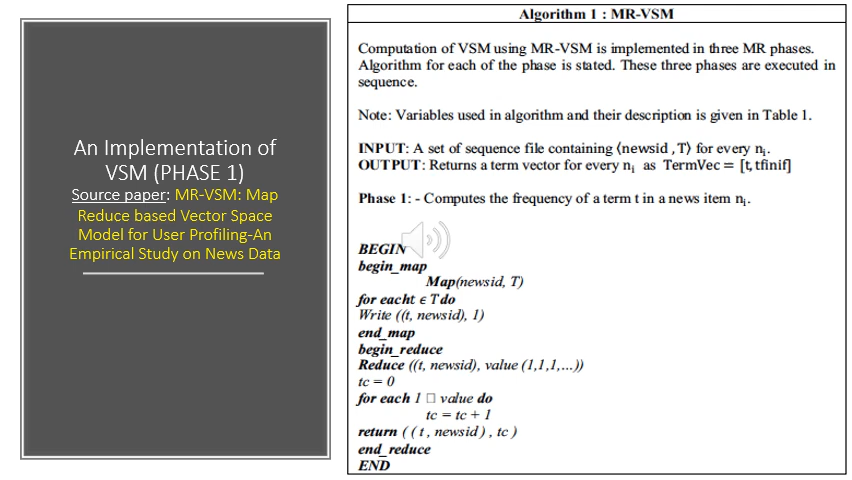 An Implementation of
VSM (PHASE 1)
Source paper: MR-VSM: Map
Reduce based Vector Space
Model for User Profiling-An
Empirical Study on News Data
Algorithm 1 : MR-VSM
Computation of VSM using MR-VSM is implemented in three MR phases.
Algorithm for each of the phase is stated. These three phases are executed in
sequence.
Note: Variables used in algorithm and their description is given in Table 1.
INPUT: A set of sequence file containing ⟨newsid , T⟩ for every nᵢ.
OUTPUT: Returns a term vector for every nᵢ as TermVec = [t, tfinif]
Phase 1: - Computes the frequency of a term t in a news item nᵢ.
BEGIN
begin_map
Map(newsid, T)
for eacht ϵ T do
Write ((t, newsid), 1)
end_map
begin_reduce
Reduce ((t, newsid), value (1,1,1,...))
tc = 0
for each 1 □ value do
tc = tc + 1
return ( ( t , newsid ) , tc )
end_reduce
END